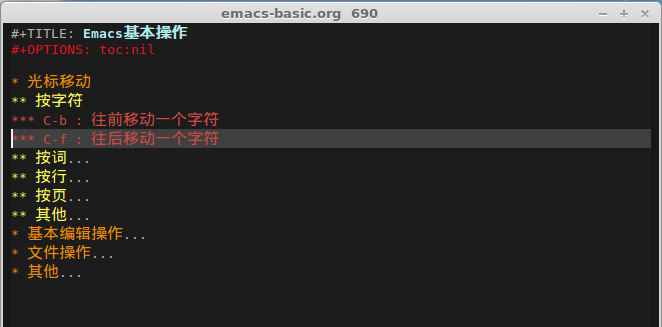 emacs-basic.org 690
#+TITLE: Emacs基本操作
#+OPTIONS: toc:nil
* 光标移动
** 按字符
*** C-b : 往前移动一个字符
*** C-f : 往后移动一个字符
** 按词...
** 按行...
** 按页...
** 其他...
* 基本编辑操作...
* 文件操作...
* 其他...